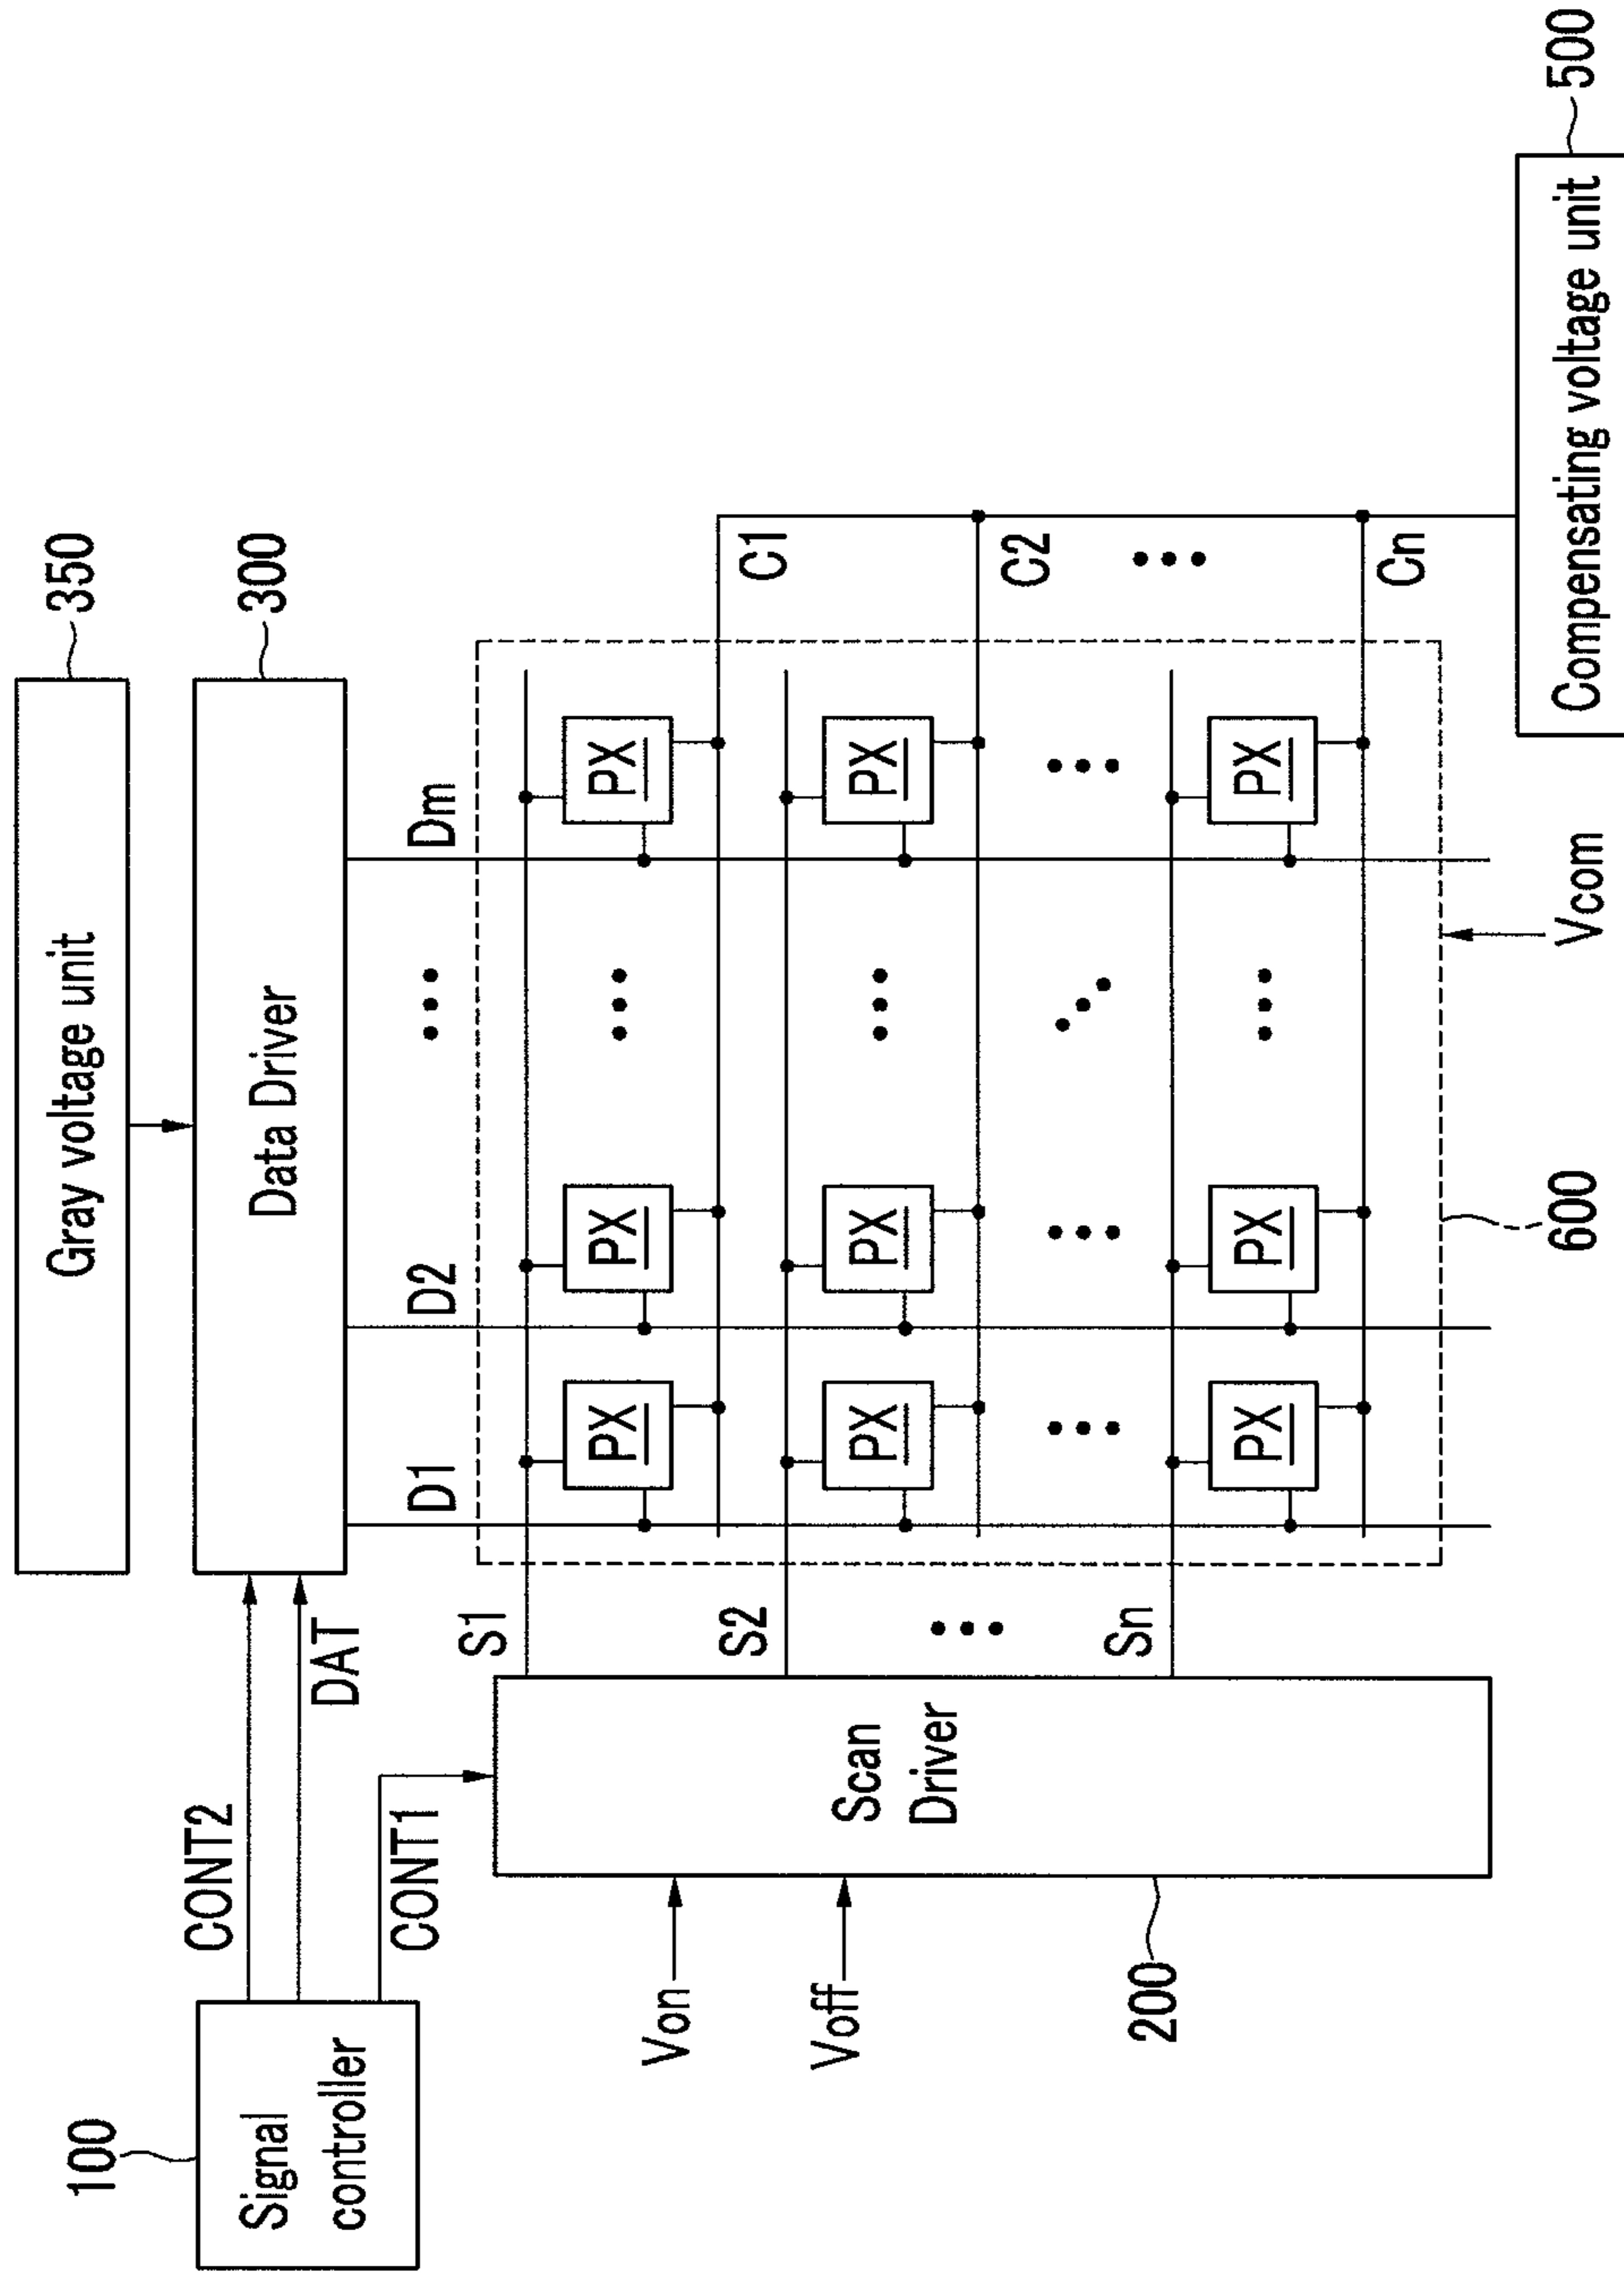 350
Gray voltage unit
300
Data Driver
100
Signal
controller
CONT2
DAT
CONT1
D1
D2
•••
Dm
Von
Voff
200
Scan
Driver
S1
S2
•••
Sn
PX
PX
•••
PX
C1
PX
PX
•••
PX
C2
•••
•••
•••
•••
PX
PX
•••
PX
Cn
600
Vcom
500
Compensating voltage unit